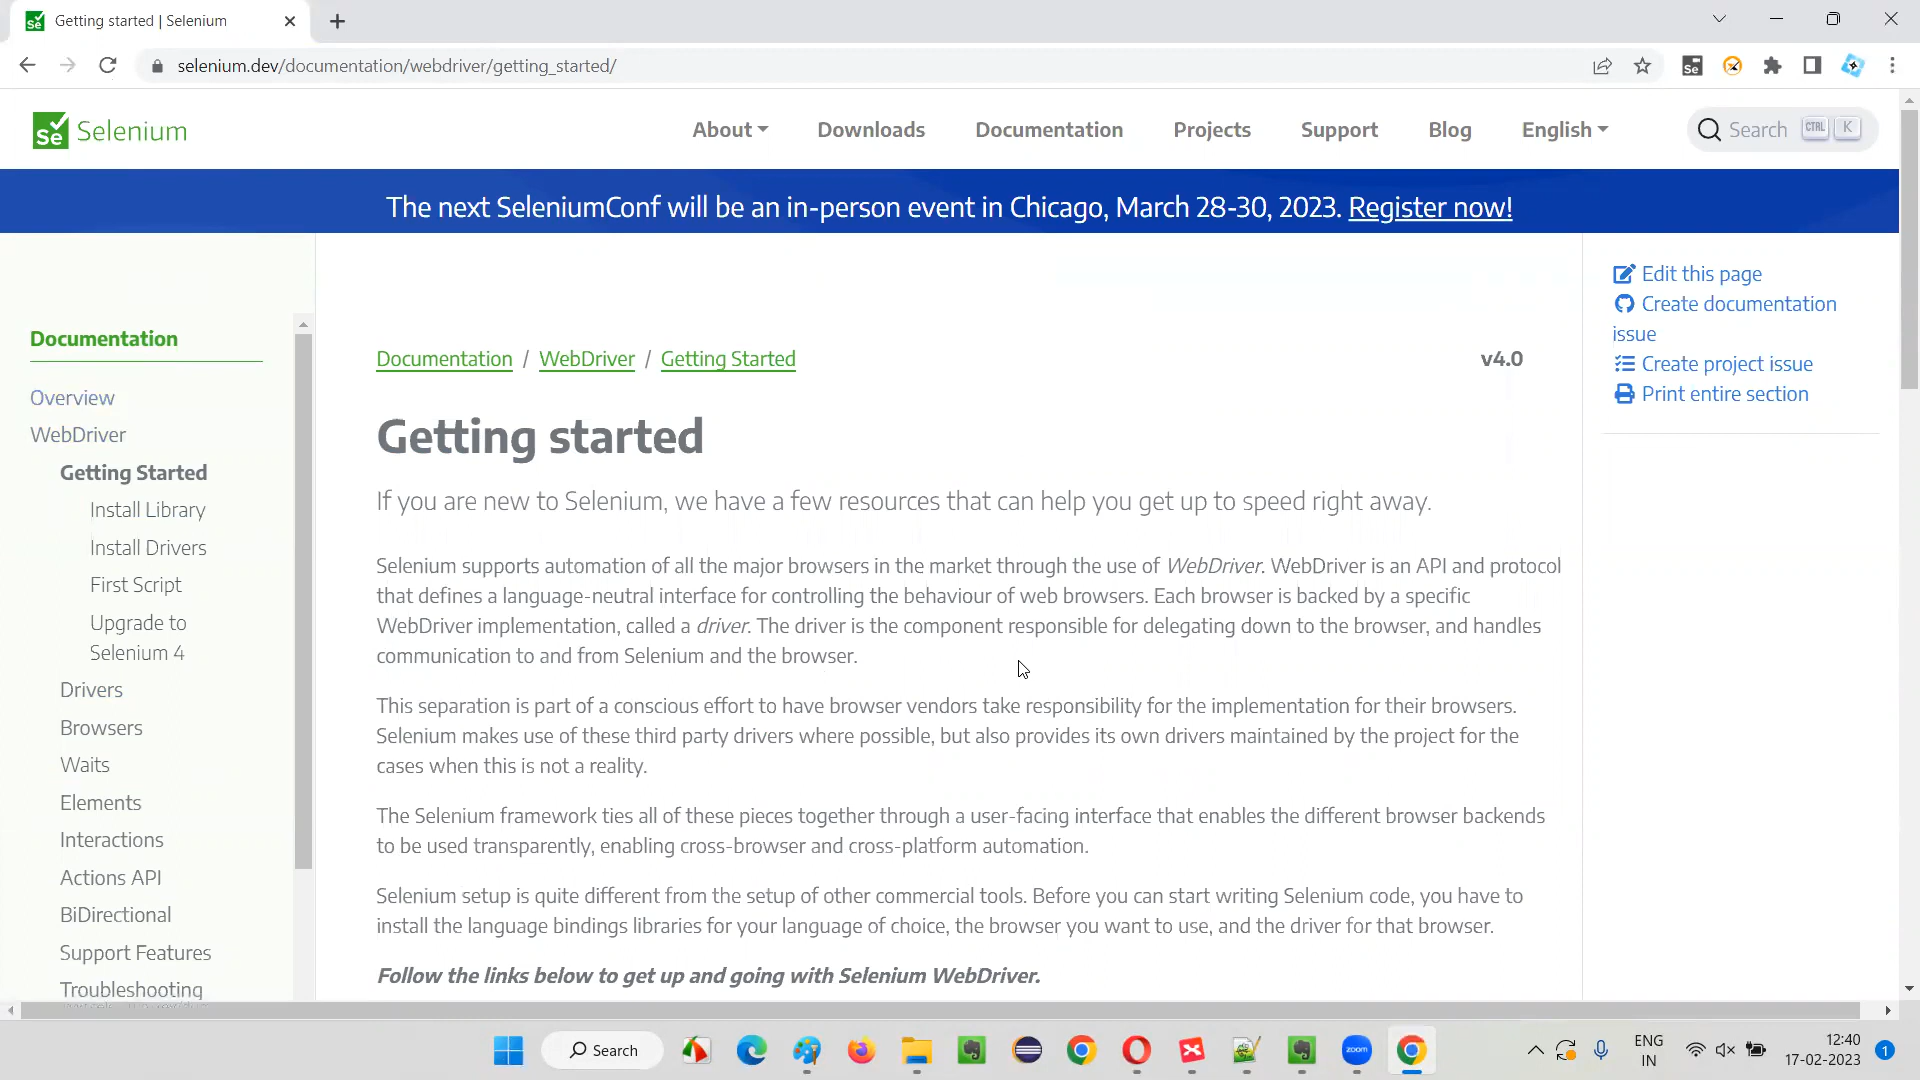 Getting started | Selenium
selenium.dev/documentation/webdriver/getting_started/
Se
Se Selenium
About
Downloads
Documentation
Projects
Support
Blog
English
Search CTRL K
The next SeleniumConf will be an in-person event in Chicago, March 28-30, 2023. Register now!
Documentation
Overview
WebDriver
Getting Started
Install Library
Install Drivers
First Script
Upgrade to
Selenium 4
Drivers
Browsers
Waits
Elements
Interactions
Actions API
BiDirectional
Support Features
Troubleshooting
Documentation / WebDriver / Getting Started
v4.0
Getting started
If you are new to Selenium, we have a few resources that can help you get up to speed right away.
Selenium supports automation of all the major browsers in the market through the use of WebDriver. WebDriver is an API and protocol
that defines a language-neutral interface for controlling the behaviour of web browsers. Each browser is backed by a specific
WebDriver implementation, called a driver. The driver is the component responsible for delegating down to the browser, and handles
communication to and from Selenium and the browser.
This separation is part of a conscious effort to have browser vendors take responsibility for the implementation for their browsers.
Selenium makes use of these third party drivers where possible, but also provides its own drivers maintained by the project for the
cases when this is not a reality.
The Selenium framework ties all of these pieces together through a user-facing interface that enables the different browser backends
to be used transparently, enabling cross-browser and cross-platform automation.
Selenium setup is quite different from the setup of other commercial tools. Before you can start writing Selenium code, you have to
install the language bindings libraries for your language of choice, the browser you want to use, and the driver for that browser.
Follow the links below to get up and going with Selenium WebDriver.
Edit this page
Create documentation
issue
Create project issue
Print entire section
Search
zoom
ENG
IN
12:40
17-02-2023
1